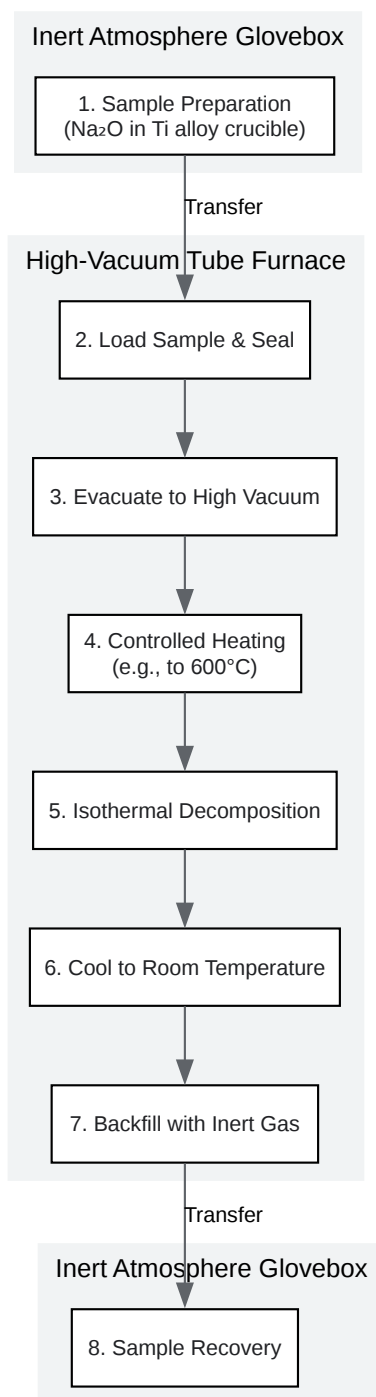 Inert Atmosphere Glovebox
1. Sample Preparation
(Na₂O in Ti alloy crucible)
Transfer
High-Vacuum Tube Furnace
2. Load Sample & Seal
3. Evacuate to High Vacuum
4. Controlled Heating
(e.g., to 600°C)
5. Isothermal Decomposition
6. Cool to Room Temperature
7. Backfill with Inert Gas
Transfer
Inert Atmosphere Glovebox
8. Sample Recovery